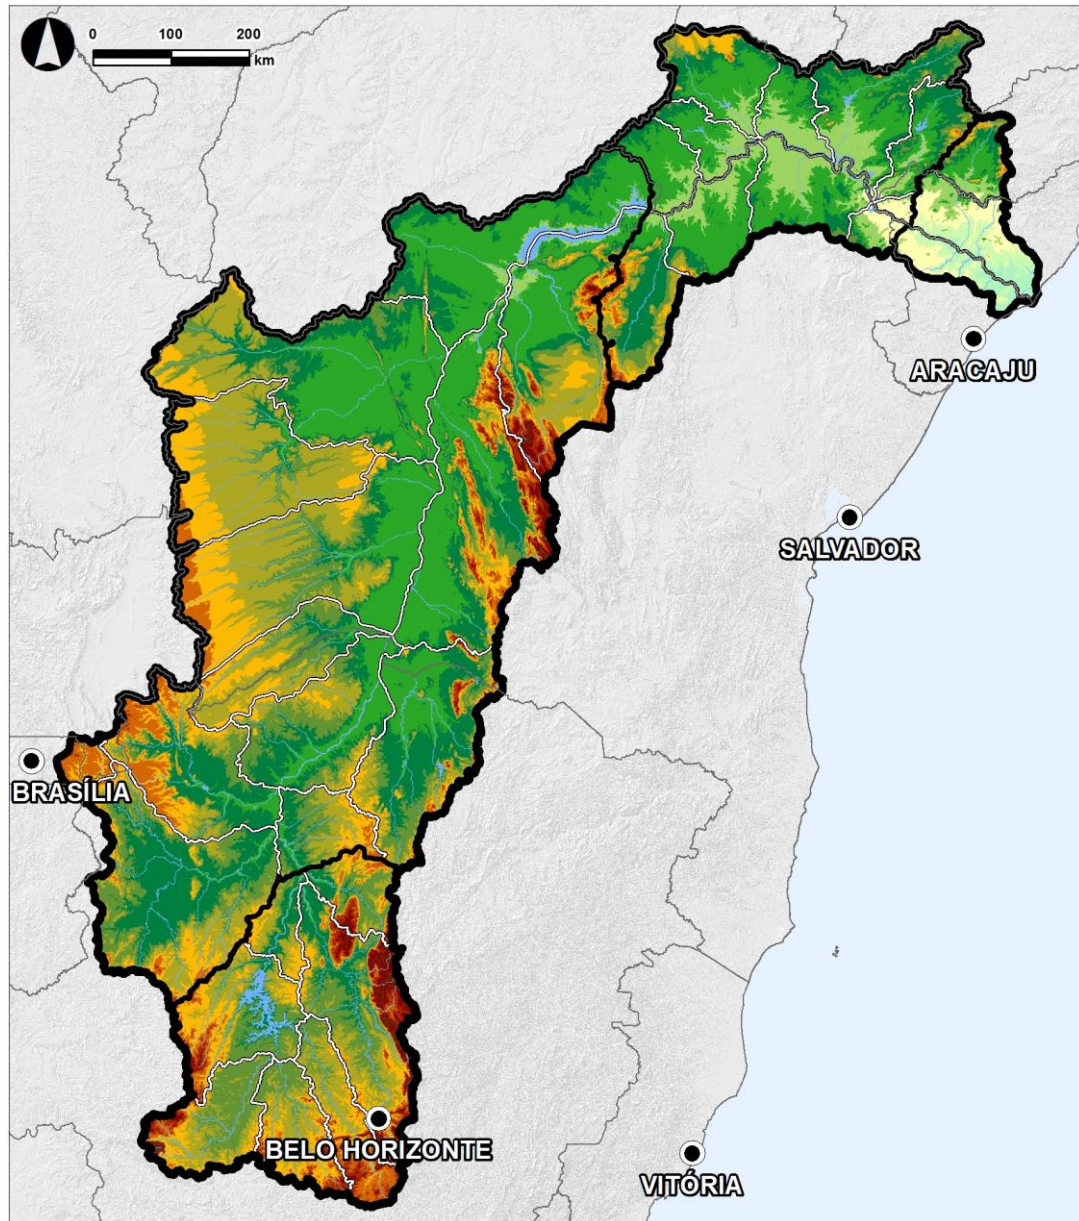 0 100 200
km
ARACAJU
SALVADOR
BRASÍLIA
BELO HORIZONTE
VITÓRIA